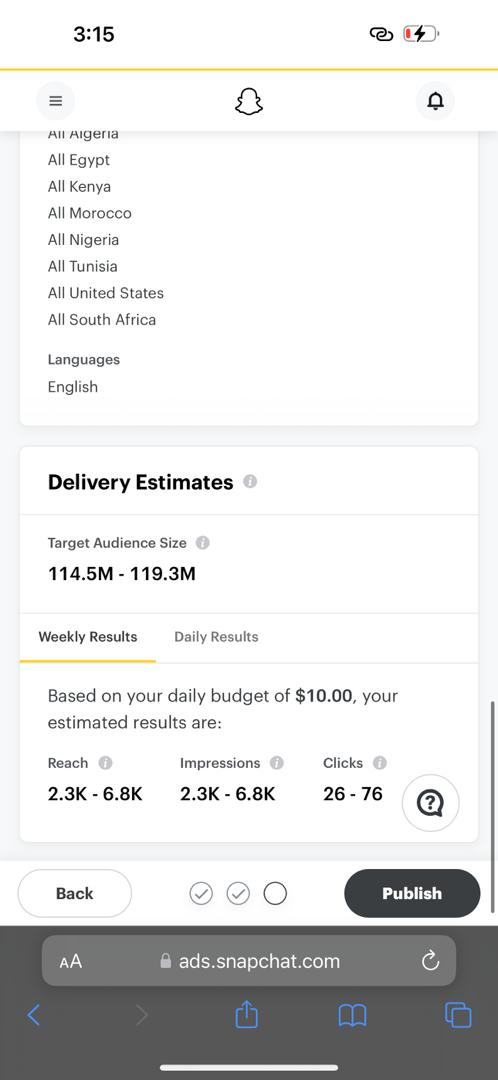 3:15
All Algeria
All Egypt
All Kenya
All Morocco
All Nigeria
All Tunisia
All United States
All South Africa
Languages
English
Delivery Estimates
Target Audience Size
114.5M - 119.3M
Weekly Results Daily Results
Based on your daily budget of $10.00, your
estimated results are:
Reach Impressions Clicks
2.3K - 6.8K 2.3K - 6.8K 26 - 76
Back Publish
AA ads.snapchat.com